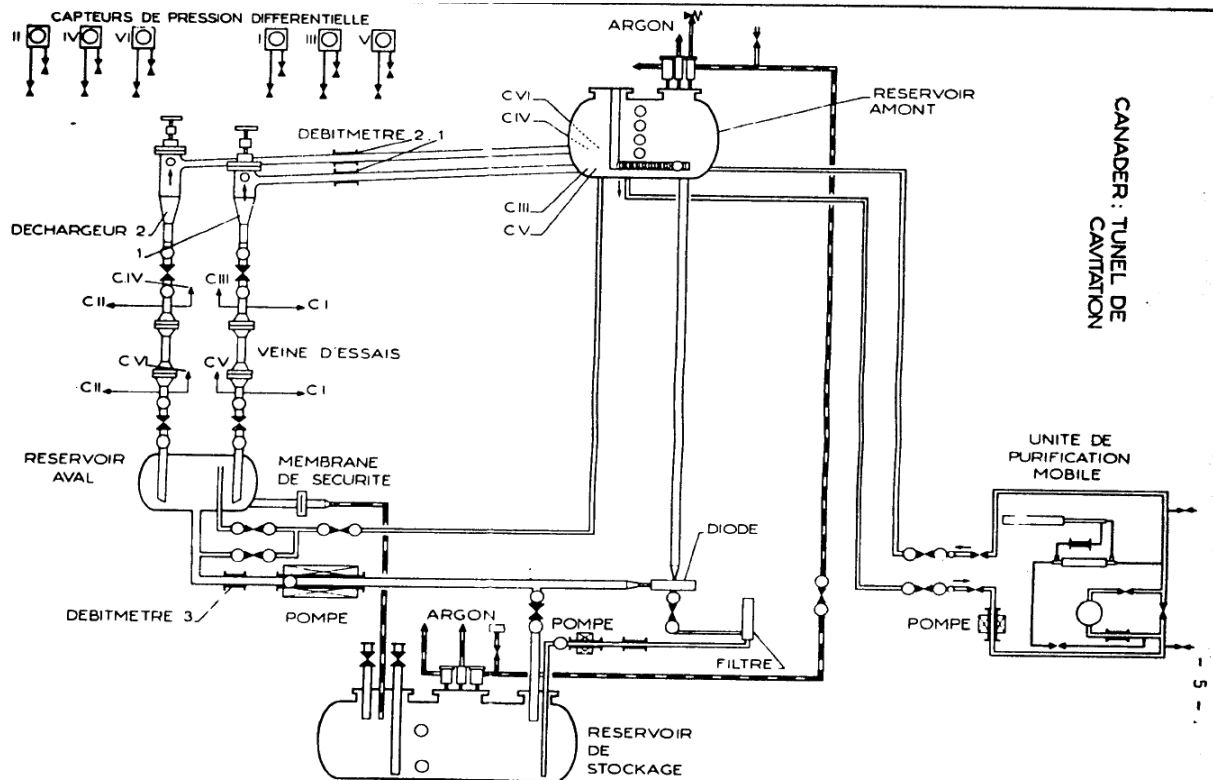 CAPTEURS DE PRESSION DIFFERENTIELLE
II
IV
VI
I
III
V
ARGON
RESERVOIR
AMONT
C VI
C IV
DEBITMETRE 2.1
C III
C V
DECHARGEUR 2
1
C.IV
C III
C II
C I
VEINE D'ESSAIS
C VI
C V
C II
C I
RESERVOIR
AVAL
MEMBRANE
DE SECURITE
DIODE
DEBITMETRE 3
POMPE
ARGON
POMPE
FILTRE
RESERVOIR
DE
STOCKAGE
UNITE DE
PURIFICATION
MOBILE
POMPE
CANADER: TUNEL DE
CAVITATION
- 5 -